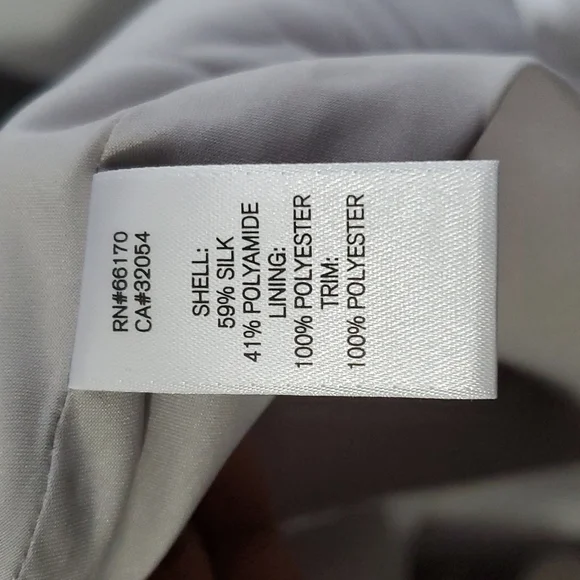 RN#66170
CA#32054
SHELL:
59% SILK
41% POLYAMIDE
LINING:
100% POLYESTER
TRIM:
100% POLYESTER